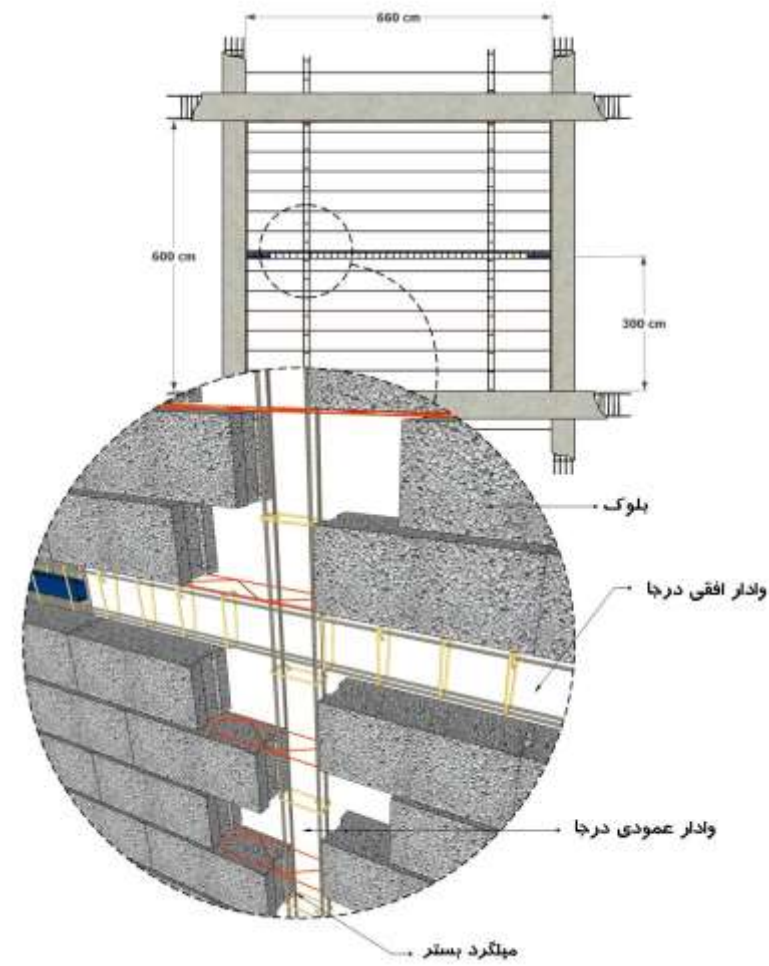 660 cm
600 cm
300 cm
بلوک
وادار افقی درجا
وادار عمودی درجا
میلگرد بستر